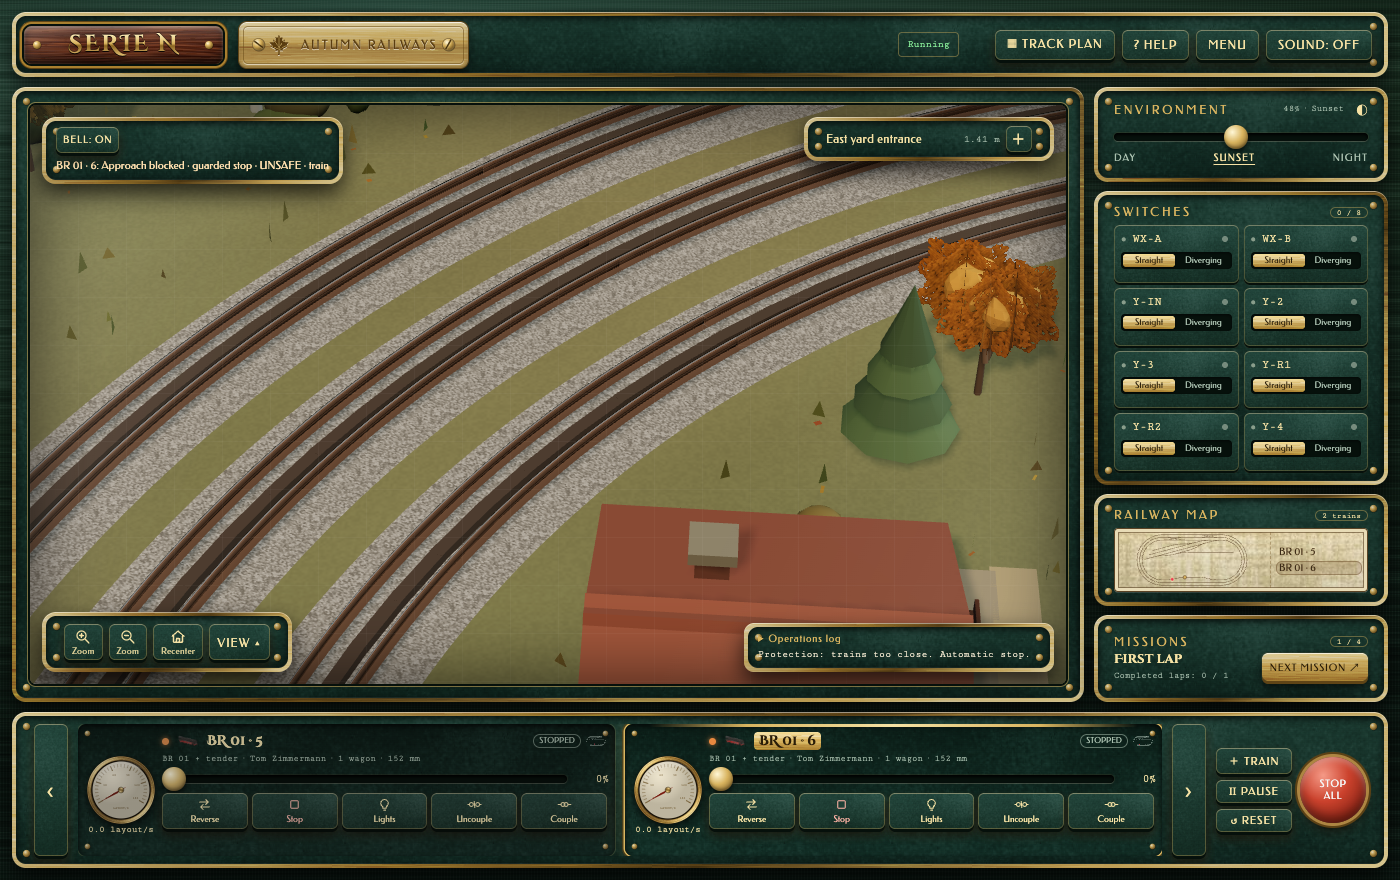 SERIE N
AUTUMN RAILWAYS
Running
TRACK PLAN
? HELP
MENU
SOUND: OFF
BELL: ON
BR 01 · 6: Approach blocked · guarded stop · UNSAFE · train
East yard entrance
1.41 m
+
ENVIRONMENT
48% · Sunset
DAY
SUNSET
NIGHT
SWITCHES
0 / 8
WX-A
Straight
Diverging
WX-B
Straight
Diverging
Y-IN
Straight
Diverging
Y-2
Straight
Diverging
Y-3
Straight
Diverging
Y-R1
Straight
Diverging
Y-R2
Straight
Diverging
Y-4
Straight
Diverging
RAILWAY MAP
2 trains
BR 01 · 5
BR 01 · 6
MISSIONS
1 / 4
FIRST LAP
Completed laps: 0 / 1
NEXT MISSION ↗
Zoom
Zoom
Recenter
VIEW ▴
Operations log
Protection: trains too close. Automatic stop.
BR 01 · 5
STOPPED
BR 01 + tender · Tom Zimmermann · 1 wagon · 152 mm
0%
0.0 layout/s
Reverse
Stop
Lights
Uncouple
Couple
BR 01 · 6
STOPPED
BR 01 + tender · Tom Zimmermann · 1 wagon · 152 mm
0%
0.0 layout/s
Reverse
Stop
Lights
Uncouple
Couple
+ TRAIN
II PAUSE
↺ RESET
STOP
ALL